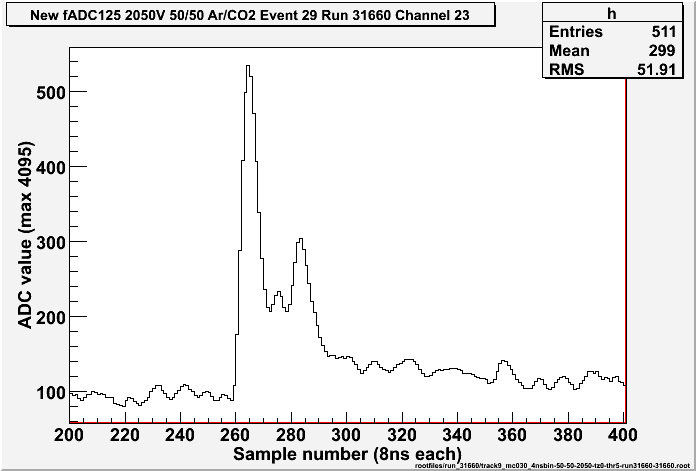 New fADC125 2050V 50/50 Ar/CO2 Event 29 Run 31660 Channel 23
h
Entries 511
Mean 299
RMS 51.91
ADC value (max 4095)
500
400
300
200
100
200 220 240 260 280 300 320 340 360 380 400
Sample number (8ns each)
rootfiles/run_31660/track9_mc030_4nsbin-50-50-2050-tz0-thr5-run31660-31660.root